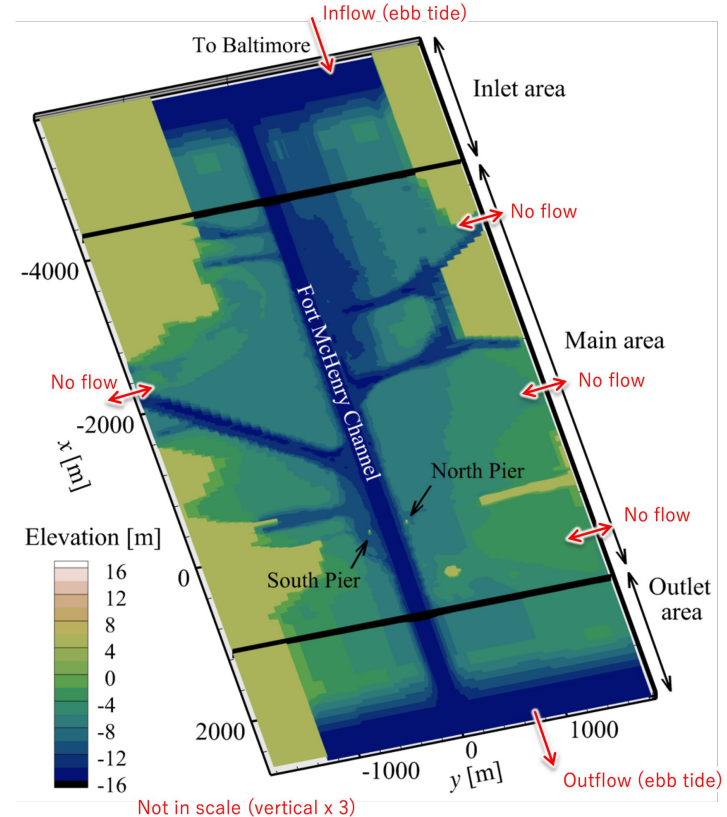 Inflow (ebb tide)
To Baltimore
Inlet area
No flow
-4000
Fort McHenry Channel
Main area
No flow
No flow
-2000
x [m]
North Pier
No flow
Elevation [m]
16
12
8
4
0
-4
-8
-12
-16
South Pier
0
Outlet
area
2000
-1000
0
1000
y [m]
Outflow (ebb tide)
Not in scale (vertical x 3)